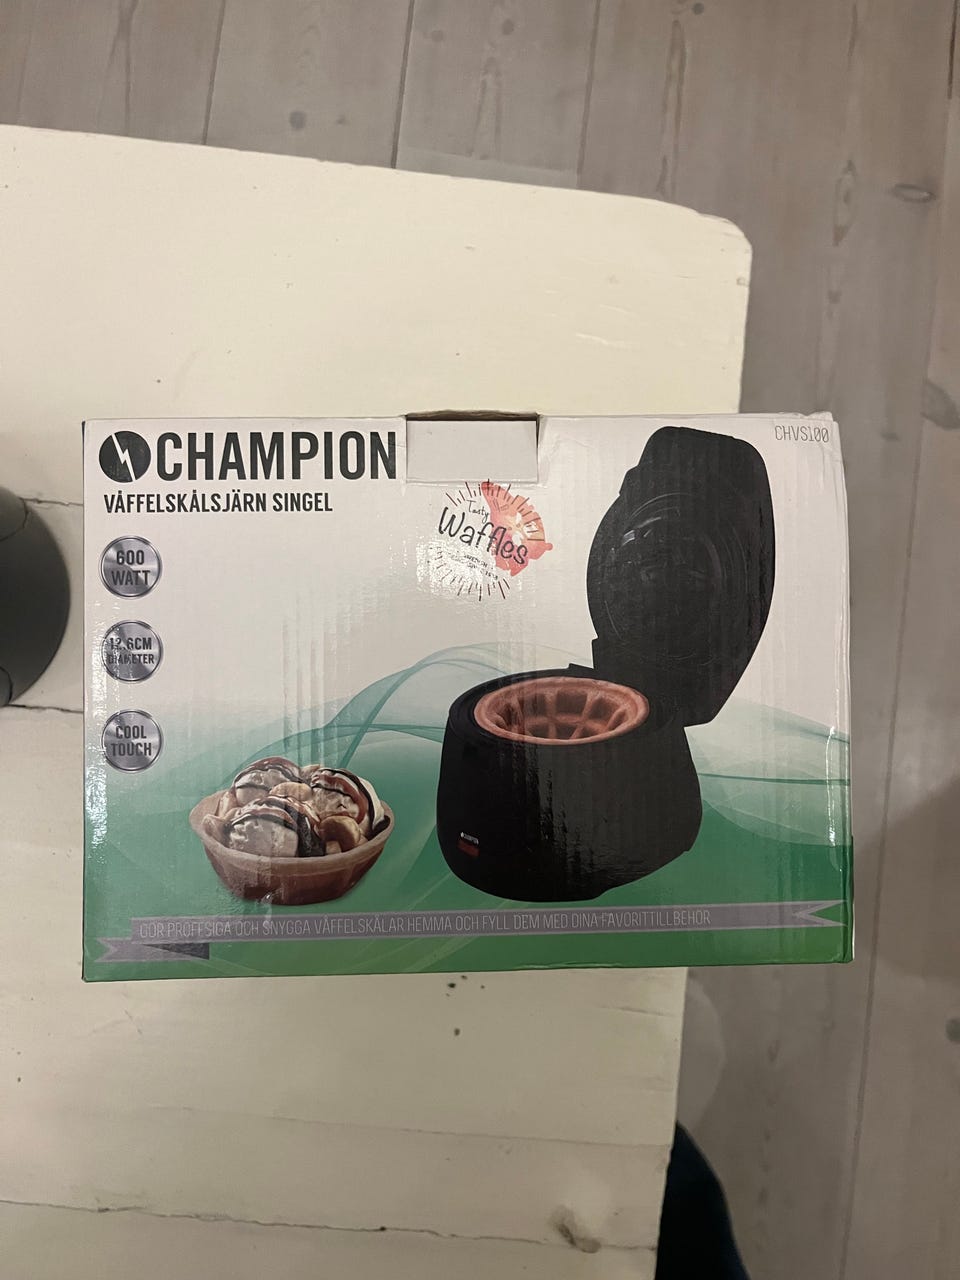 CHAMPION
CHVS100
VÅFFELSKÅLSJÄRN SINGEL
Tasty
Waffles
600
WATT
12.6CM
DIAMETER
COOL
TOUCH
CHAMPION
GÖR PROFFSIGA OCH SNYGGA VÅFFELSKÅLAR HEMMA OCH FYLL DEM MED DINA FAVORITTILLBEHÖR